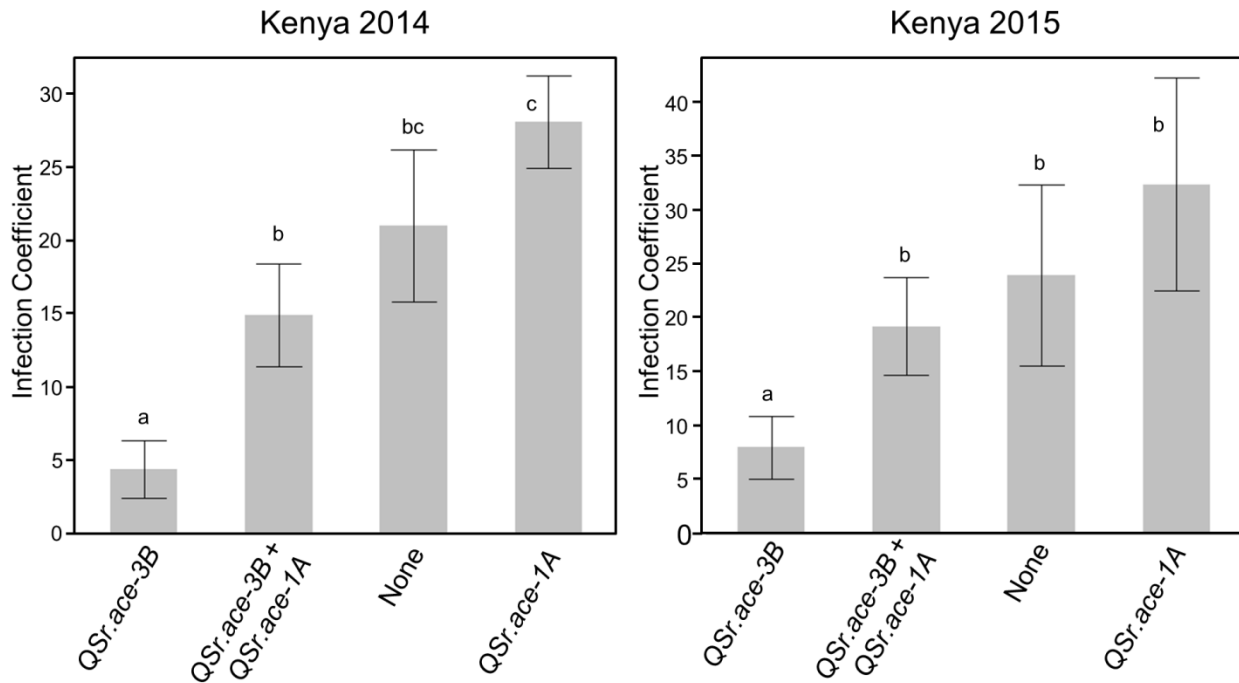 Kenya 2014
Infection Coefficient
30
25
20
15
10
5
0
a
b
bc
c
QSr.ace-3B
QSr.ace-3B +
QSr.ace-1A
None
QSr.ace-1A
Kenya 2015
Infection Coefficient
40
35
30
25
20
15
10
5
0
a
b
b
b
QSr.ace-3B
QSr.ace-3B +
QSr.ace-1A
None
QSr.ace-1A